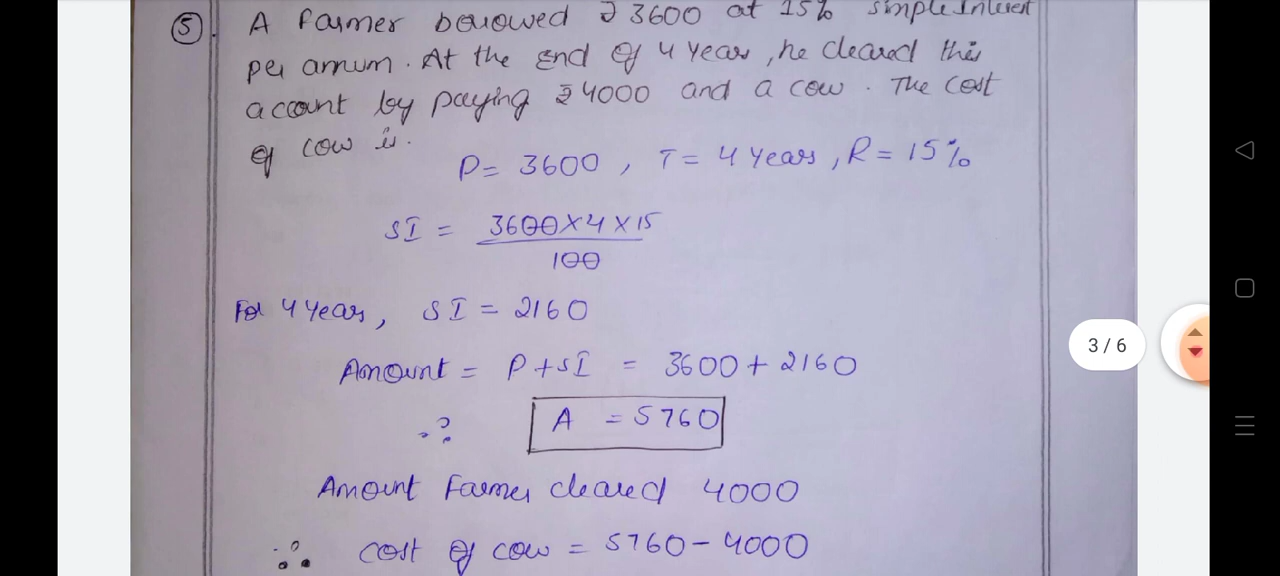 5. A Farmer borrowed ₹ 3600 at 15% simple Interest
per annum. At the end of 4 years, he cleared this
account by paying ₹ 4000 and a cow. The cost
of cow is.
P = 3600, T = 4 years, R = 15%
SI = 3600 x 4 x 15
100
For 4 years, SI = 2160
Amount = P + SI = 3600 + 2160
∴ A = 5760
Amount Farmer cleared 4000
∴ cost of cow = 5760 - 4000
3 / 6